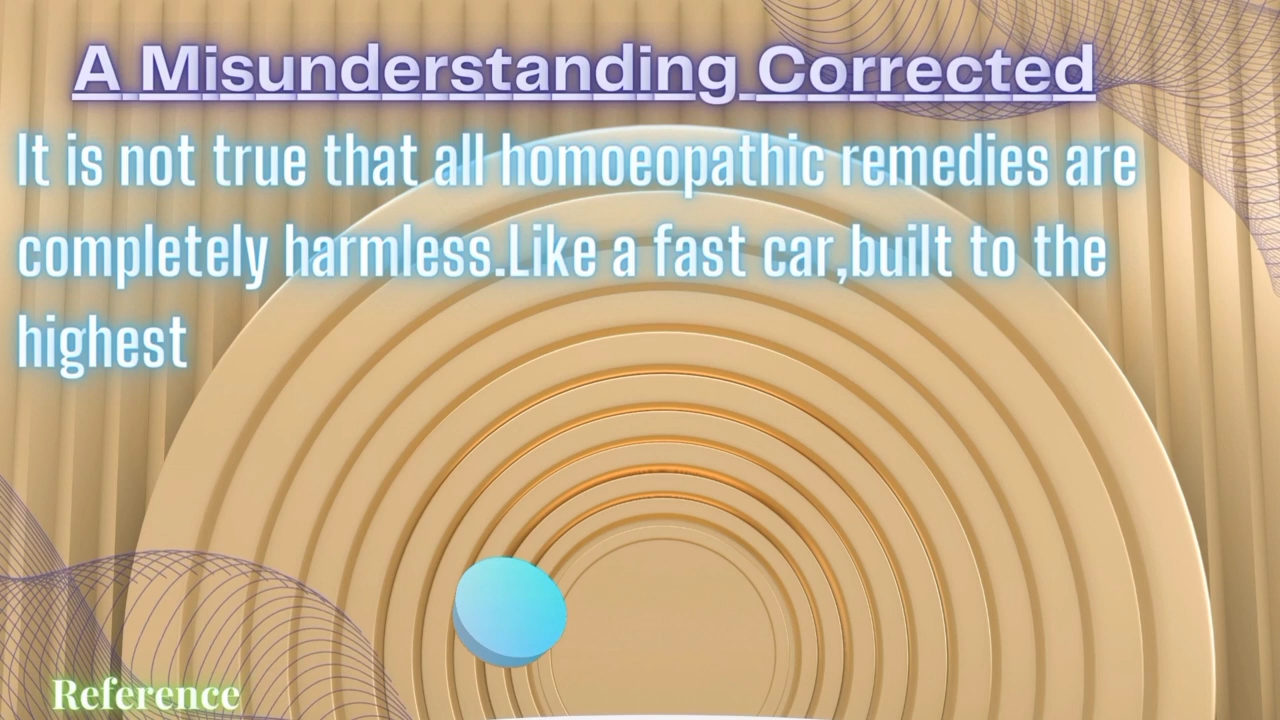 A Misunderstanding Corrected
It is not true that all homoeopathic remedies are
completely harmless.Like a fast car,built to the
highest
Reference